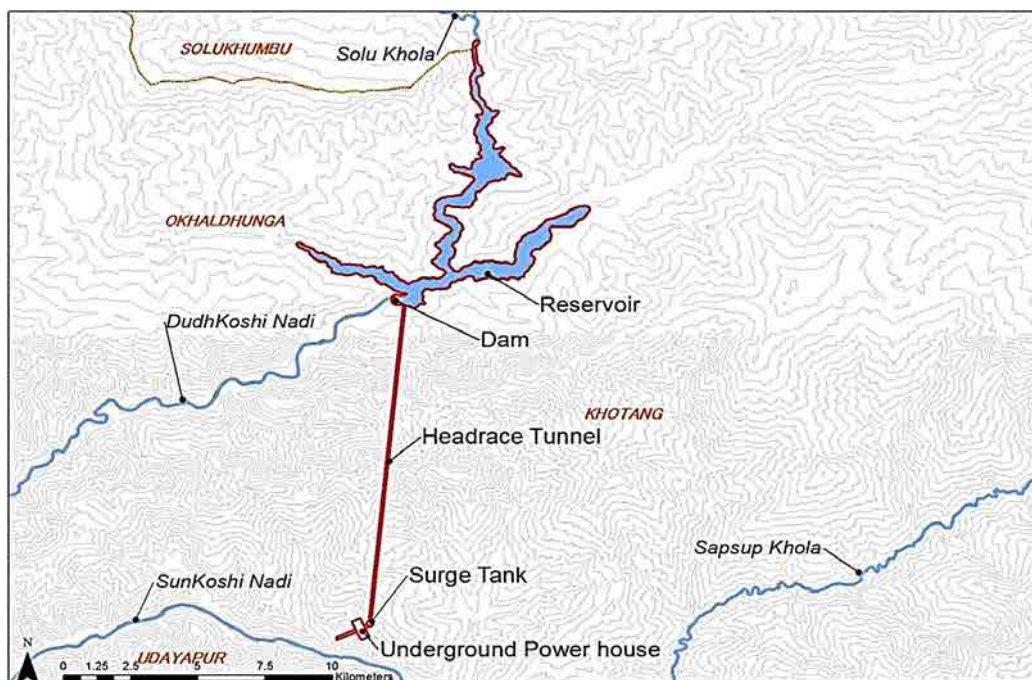 SOLUKHUMBU
Solu Khola
OKHALDHUNGA
Reservoir
DudhKoshi Nadi
Dam
KHOTANG
Headrace Tunnel
Sapsup Khola
SunKoshi Nadi
Surge Tank
Underground Power house
N
UDAYAPUR
0 1.25 2.5 5 7.5 10
Kilometers